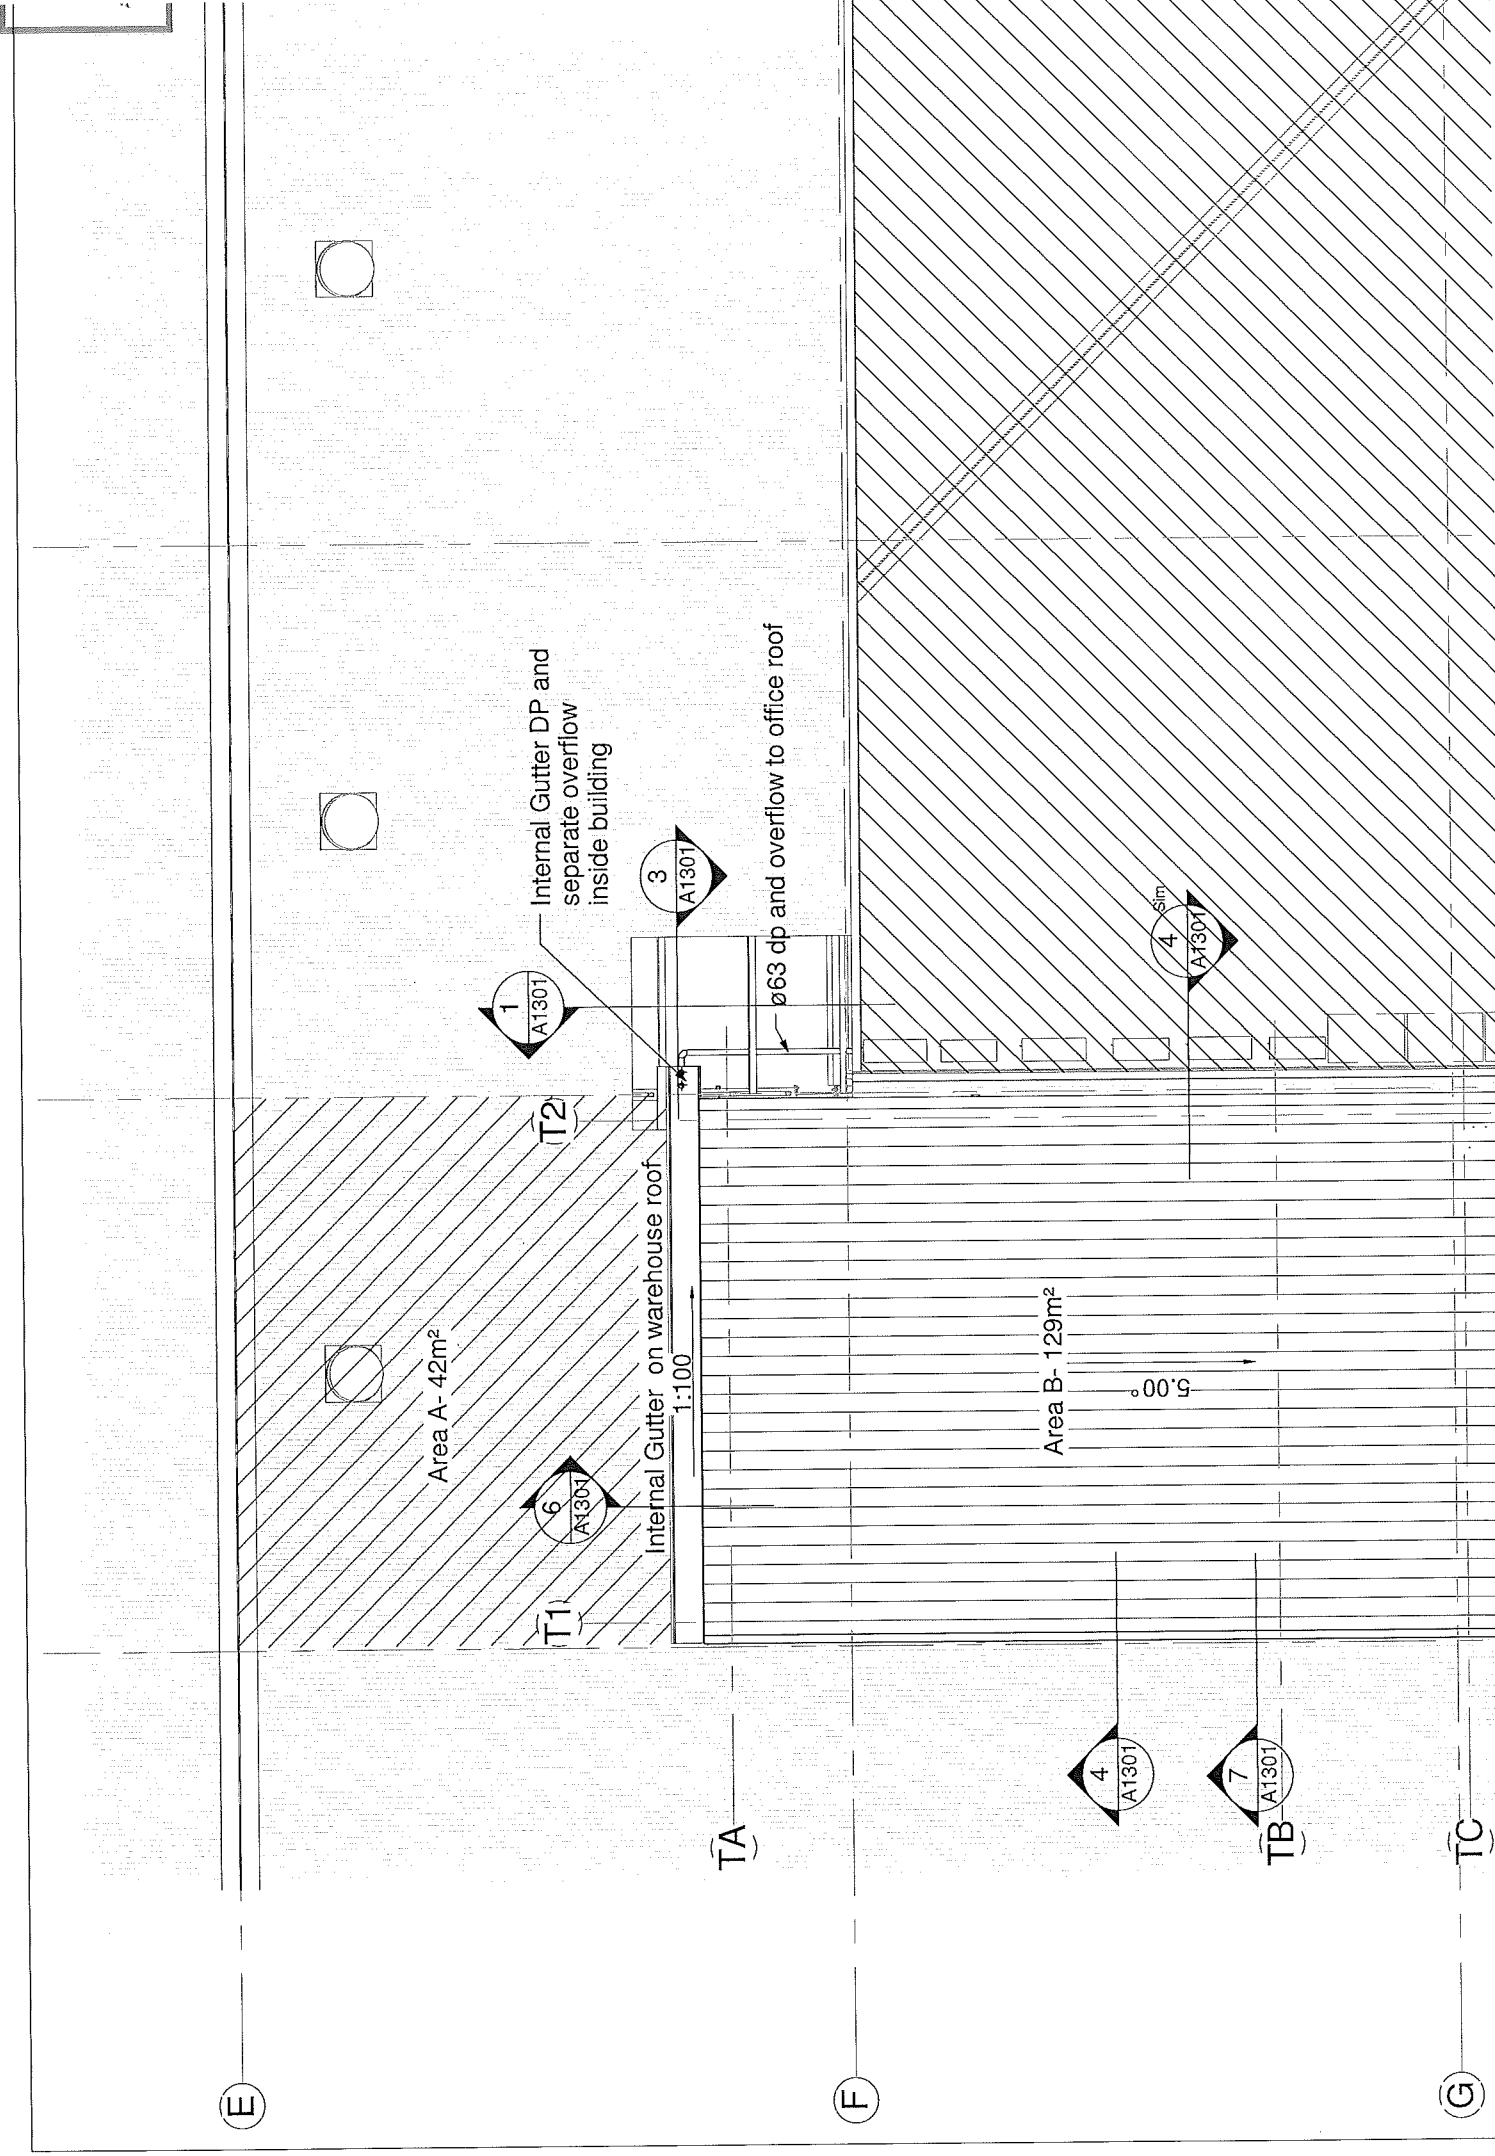 E
F
G
TA
TB
TC
T1
T2
Area A- 42m²
Internal Gutter on warehouse roof
1:100
Internal Gutter DP and
separate overflow
inside building
ø63 dp and overflow to office roof
Area B- 129m²
5.00°
1
A1301
3
A1301
4
A1301
Sim
6
A1301
4
A1301
7
A1301